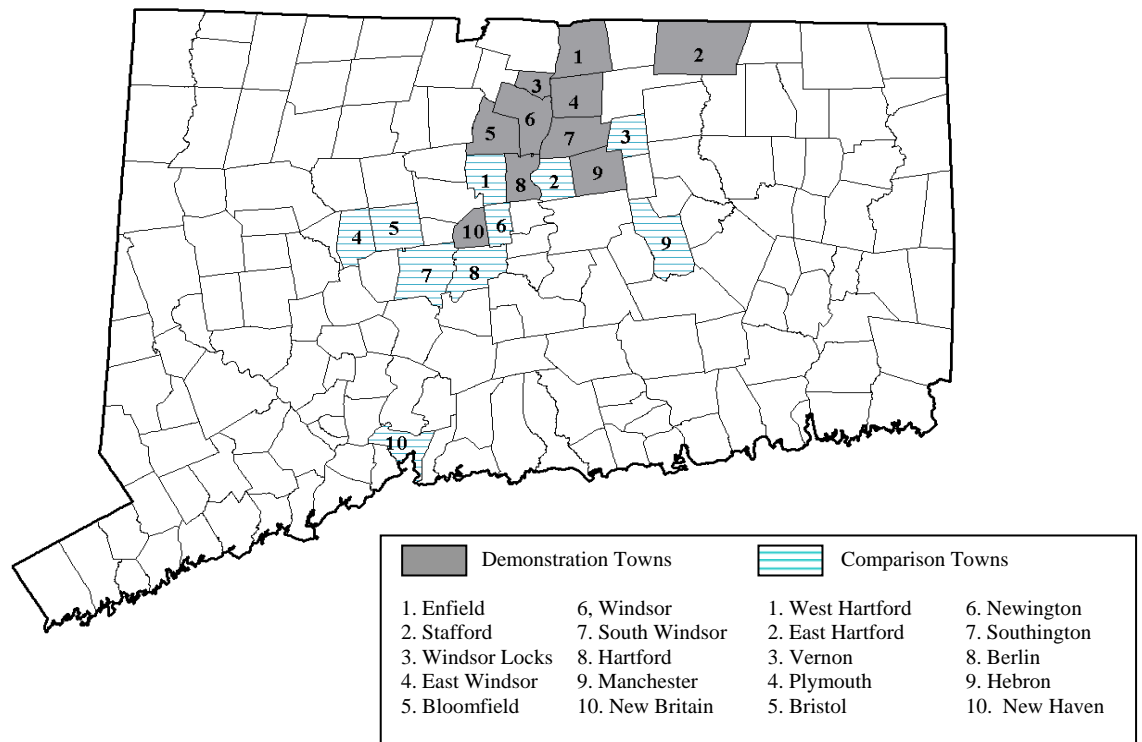 1
2
3
4
6
5
7
3
1
8
2
9
4
5
10
6
9
7
8
10
Demonstration Towns
Comparison Towns
1. Enfield 6, Windsor 1. West Hartford 6. Newington
2. Stafford 7. South Windsor 2. East Hartford 7. Southington
3. Windsor Locks 8. Hartford 3. Vernon 8. Berlin
4. East Windsor 9. Manchester 4. Plymouth 9. Hebron
5. Bloomfield 10. New Britain 5. Bristol 10. New Haven